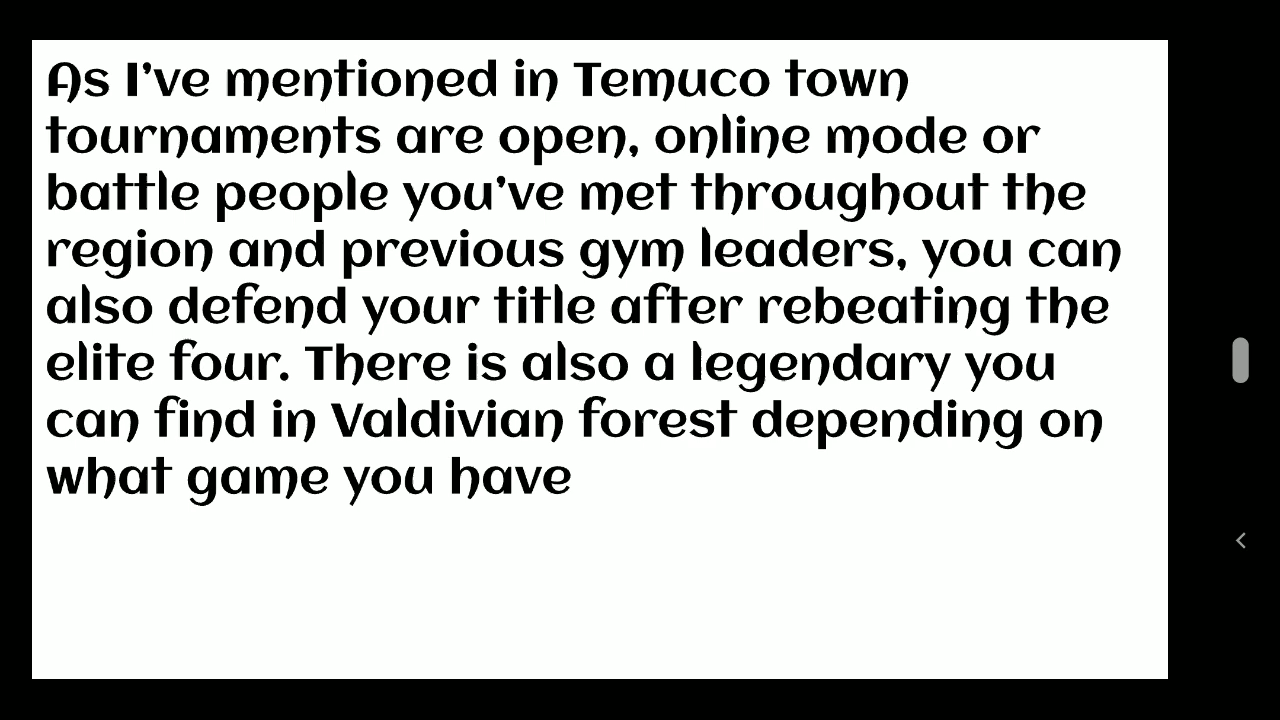 As I've mentioned in Temuco town
tournaments are open, online mode or
battle people you've met throughout the
region and previous gym leaders, you can
also defend your title after rebeating the
elite four. There is also a legendary you
can find in Valdivian forest depending on
what game you have